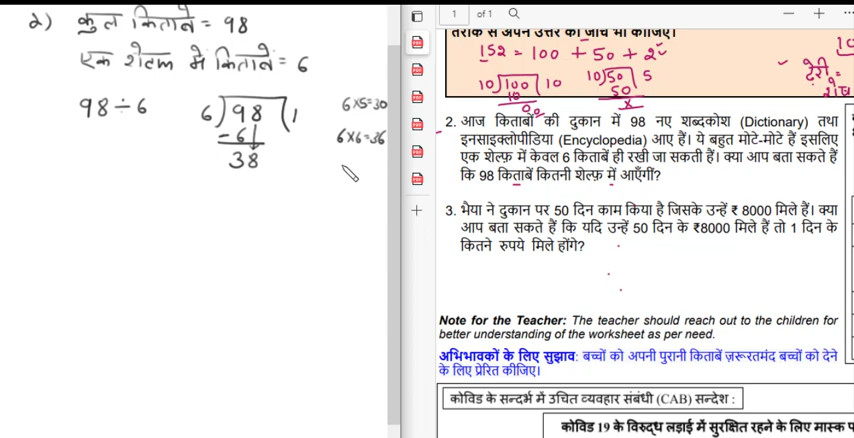 2) कुल किताबें = 98
एक शेल्फ में किताबें = 6
98 ÷ 6
6) 98 ( 1
- 6↓
38
6×5=30
6×6=36
1 of 1
तरीके से अपने उत्तर की जाँच भी कीजिए।
152 = 100 + 50 + 2
10)100(10
10
00
10)50(5
50
x
टेरी =
2. आज किताबों की दुकान में 98 नए शब्दकोश (Dictionary) तथा
इनसाइक्लोपीडिया (Encyclopedia) आए हैं। ये बहुत मोटे-मोटे हैं इसलिए
एक शेल्फ़ में केवल 6 किताबें ही रखी जा सकती हैं। क्या आप बता सकते हैं
कि 98 किताबें कितनी शेल्फ़ में आएँगीं?
3. भैया ने दुकान पर 50 दिन काम किया है जिसके उन्हें ₹ 8000 मिले हैं। क्या
आप बता सकते हैं कि यदि उन्हें 50 दिन के ₹8000 मिले हैं तो 1 दिन के
कितने रुपये मिले होंगे?
Note for the Teacher: The teacher should reach out to the children for
better understanding of the worksheet as per need.
अभिभावकों के लिए सुझाव: बच्चों को अपनी पुरानी किताबें ज़रूरतमंद बच्चों को देने
के लिए प्रेरित कीजिए।
कोविड के सन्दर्भ में उचित व्यवहार संबंधी (CAB) सन्देश :
कोविड 19 के विरुद्ध लड़ाई में सुरक्षित रहने के लिए मास्क